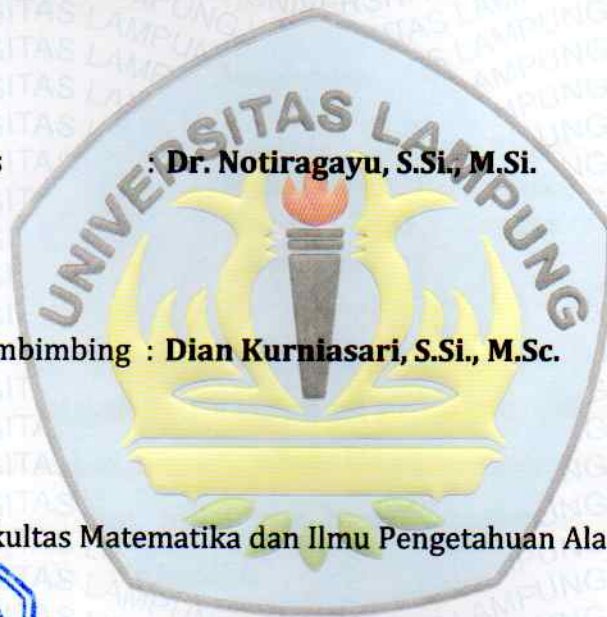 UNIVERSITAS LAMPUNG
: Dr. Notiragayu, S.Si., M.Si.
mbimbing : Dian Kurniasari, S.Si., M.Sc.
kultas Matematika dan Ilmu Pengetahuan Ala